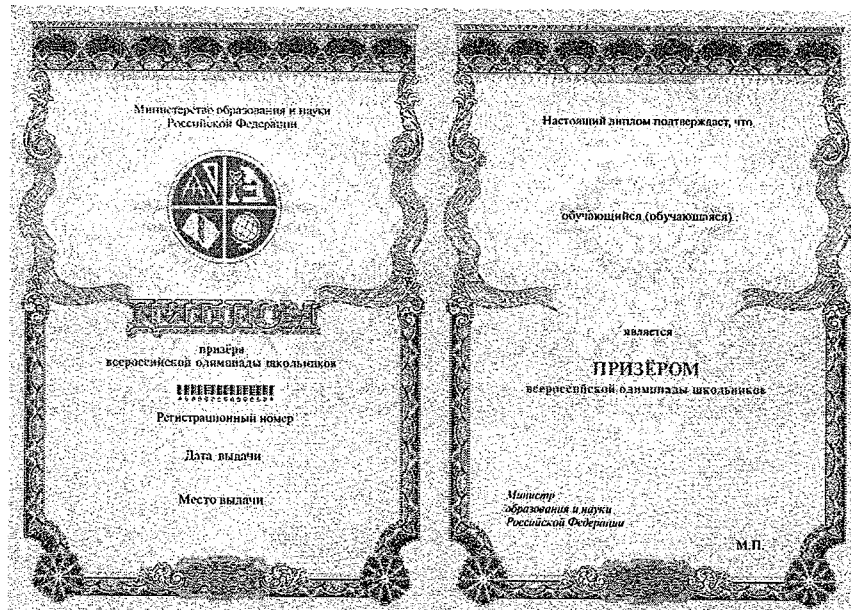 Министерство образования и науки
Российской Федерации
ДИПЛОМ
призёра
всероссийской олимпиады школьников
Регистрационный номер
Дата выдачи
Место выдачи
Настоящий диплом подтверждает, что
обучающийся (обучающаяся)
является
ПРИЗЁРОМ
всероссийской олимпиады школьников
Министр
образования и науки
Российской Федерации
М.П.